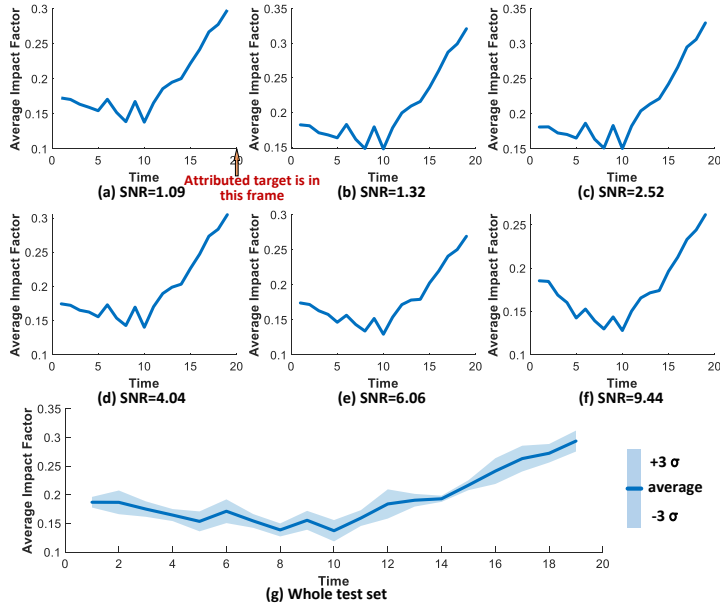 0.3
0.25
0.2
0.15
0.1
Average Impact Factor
0
5
10
15
20
Time
(a) SNR=1.09
Attributed target is in
this frame
0.35
0.3
0.25
0.2
0.15
Average Impact Factor
0
5
10
15
20
Time
(b) SNR=1.32
0.35
0.3
0.25
0.2
0.15
Average Impact Factor
0
5
10
15
20
Time
(c) SNR=2.52
0.3
0.25
0.2
0.15
0.1
Average Impact Factor
0
5
10
15
20
Time
(d) SNR=4.04
0.3
0.25
0.2
0.15
0.1
Average Impact Factor
0
5
10
15
20
Time
(e) SNR=6.06
0.25
0.2
0.15
0.1
Average Impact Factor
0
5
10
15
20
Time
(f) SNR=9.44
0.35
0.3
0.25
0.2
0.15
0.1
Average Impact Factor
0
2
4
6
8
10
12
14
16
18
20
Time
(g) Whole test set
+3 σ
average
-3 σ